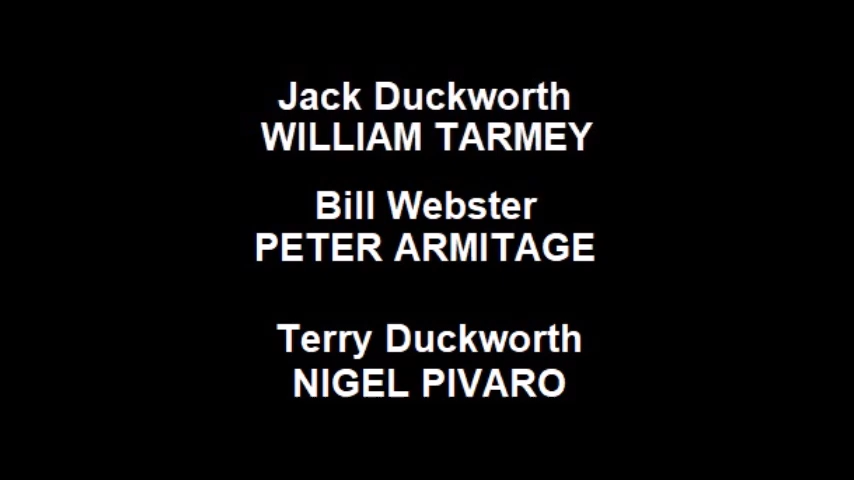 Jack Duckworth
WILLIAM TARMEY
Bill Webster
PETER ARMITAGE
Terry Duckworth
NIGEL PIVARO